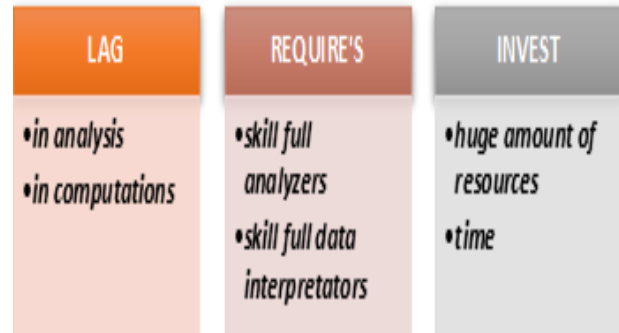 LAG
•in analysis
•in computations
REQUIRE'S
•skill full
analyzers
•skill full data
interpretators
INVEST
•huge amount of
resources
•time